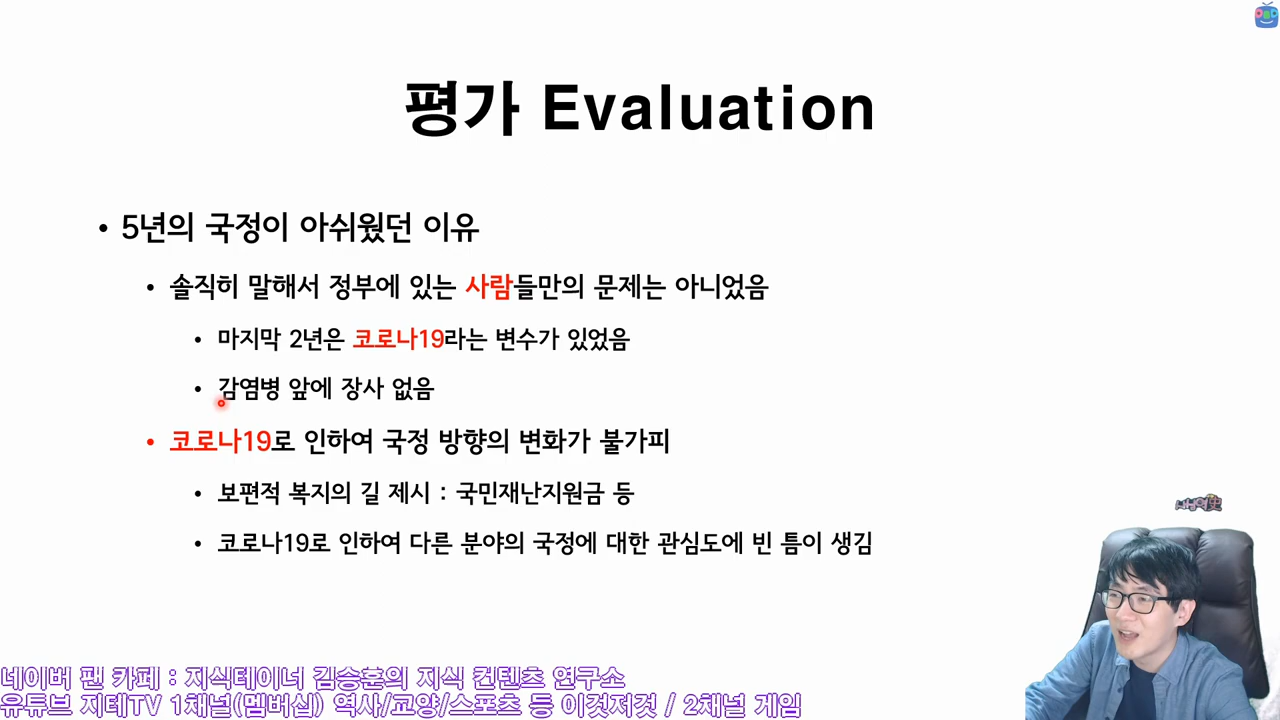 평가 Evaluation
• 5년의 국정이 아쉬웠던 이유
• 솔직히 말해서 정부에 있는 사람들만의 문제는 아니었음
• 마지막 2년은 코로나19라는 변수가 있었음
• 감염병 앞에 장사 없음
• 코로나19로 인하여 국정 방향의 변화가 불가피
• 보편적 복지의 길 제시 : 국민재난지원금 등
• 코로나19로 인하여 다른 분야의 국정에 대한 관심도에 빈 틈이 생김
네이버 팬 카페 : 지식테이너 김승훈의 지식 컨텐츠 연구소
유튜브 지테TV 1채널(멤버십) 역사/교양/스포츠 등 이것저것 / 2채널 게임